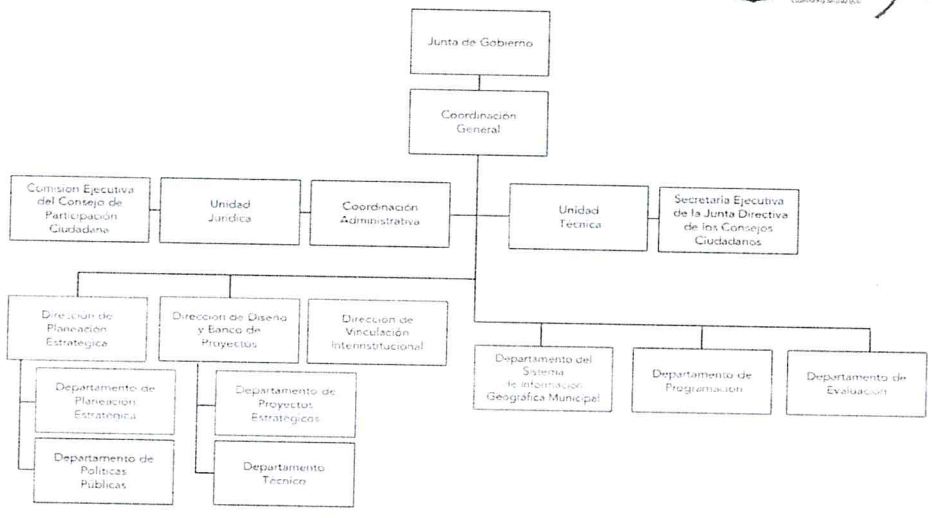 Junta de Gobierno
Coordinación
General
Comisión Ejecutiva
del Consejo de
Participación
Ciudadana
Unidad
Jurídica
Coordinación
Administrativa
Unidad
Técnica
Secretaría Ejecutiva
de la Junta Directiva
de los Consejos
Ciudadanos
Dirección de
Planeación
Estratégica
Dirección de Diseño
y Banco de
Proyectos
Dirección de
Vinculación
Interinstitucional
Departamento del
Sistema
de Información
Geográfica Municipal
Departamento de
Programación
Departamento de
Evaluación
Departamento de
Planeación
Estratégica
Departamento de
Proyectos
Estratégicos
Departamento de
Políticas
Públicas
Departamento
Técnico